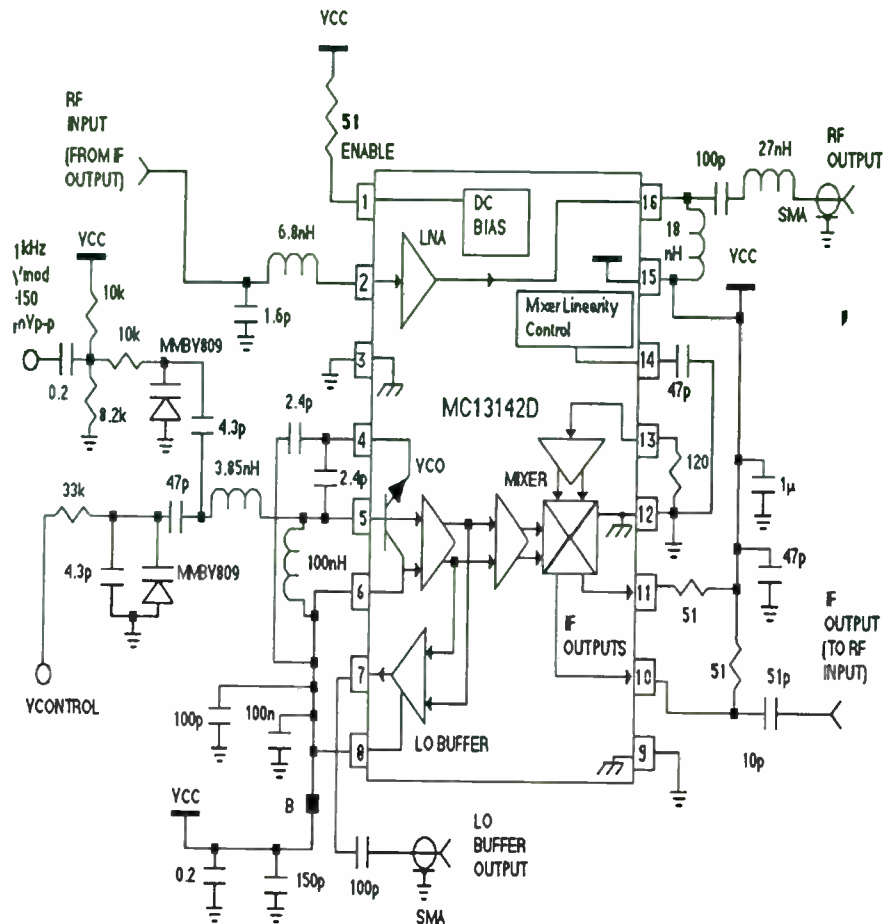 VCC
RF
INPUT
(FROM IF
OUTPUT)
51
ENABLE
1
DC
BIAS
16
100p
27nH
RF
OUTPUT
SMA
18
nH
15
VCC
6.8nH
LNA
2
1.6p
1kHz
Vmod
150
mVp-p
VCC
10k
10k
MMBV809
0.2
8.2k
4.3p
3
Mixer Linearity
Control
14
47p
MC13142D
2.4p
4
VCO
2.4p
13
120
MIXER
1µ
33k
47p
3.85nH
5
12
4.3p
MMBV809
100nH
6
47p
11
51
IF
OUTPUTS
IF
OUTPUT
(TO RF
INPUT)
51
51p
VCONTROL
7
10
100p
100n
LO BUFFER
8
9
10p
VCC
B
0.2
150p
100p
LO
BUFFER
OUTPUT
SMA